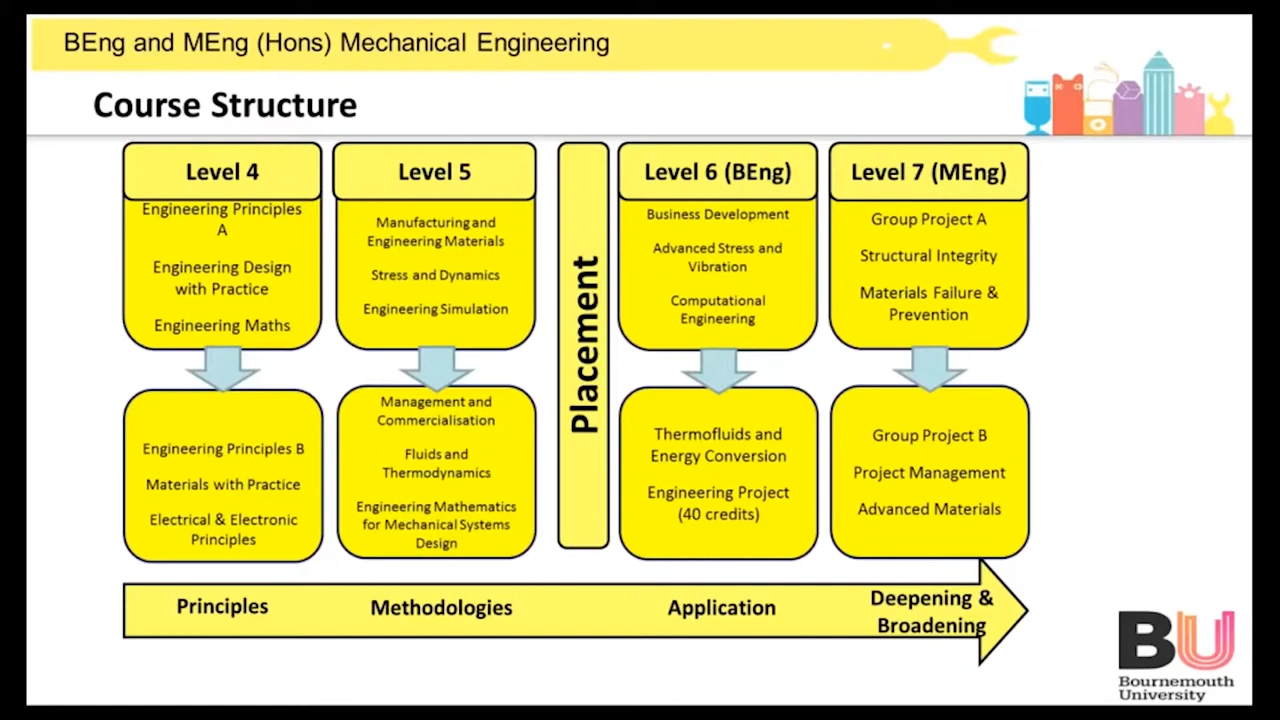 BEng and MEng (Hons) Mechanical Engineering
Course Structure
Level 4
Engineering Principles
A
Engineering Design
with Practice
Engineering Maths
Engineering Principles B
Materials with Practice
Electrical & Electronic
Principles
Level 5
Manufacturing and
Engineering Materials
Stress and Dynamics
Engineering Simulation
Management and
Commercialisation
Fluids and
Thermodynamics
Engineering Mathematics
for Mechanical Systems
Design
Placement
Level 6 (BEng)
Business Development
Advanced Stress and
Vibration
Computational
Engineering
Thermofluids and
Energy Conversion
Engineering Project
(40 credits)
Level 7 (MEng)
Group Project A
Structural Integrity
Materials Failure &
Prevention
Group Project B
Project Management
Advanced Materials
Principles
Methodologies
Application
Deepening &
Broadening
BU
Bournemouth
University